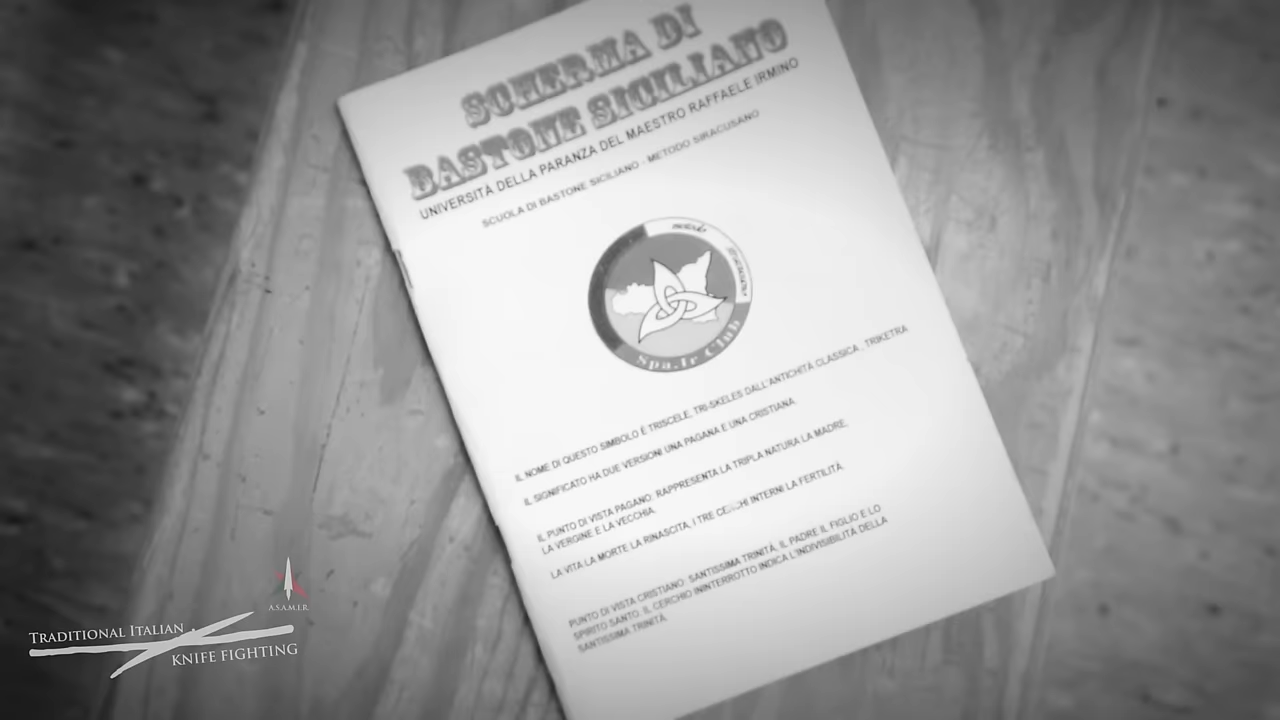 SCHERMA DI
BASTONE SICILIANO
UNIVERSITÀ DELLA PARANZA DEL MAESTRO RAFFAELE IRMINO
SCUOLA DI BASTONE SICILIANO - METODO SIRACUSANO
Spa.Ir Club
IL NOME DI QUESTO SIMBOLO È TRISCELE, TRI-SKELES DALL'ANTICHITÀ CLASSICA , TRIKETRA
IL SIGNIFICATO HA DUE VERSIONI UNA PAGANA E UNA CRISTIANA.
IL PUNTO DI VISTA PAGANO: RAPPRESENTA LA TRIPLA NATURA LA MADRE,
LA VERGINE E LA VECCHIA.
LA VITA LA MORTE LA RINASCITA, I TRE CERCHI INTERNI LA FERTILITÀ.
PUNTO DI VISTA CRISTIANO: SANTISSIMA TRINITÀ, IL PADRE IL FIGLIO E LO
SPIRITO SANTO. IL CERCHIO ININTERROTTO INDICA L'INDIVISIBILITÀ DELLA
SANTISSIMA TRINITÀ.
A.S.A.M.I.R.
TRADITIONAL ITALIAN
KNIFE FIGHTING